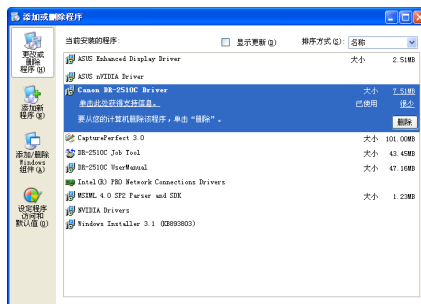 添加或删除程序
更改或
删除
程序(H)
添加新
程序(N)
添加/删除
Windows
组件(A)
设定程序
访问和
默认值(O)
当前安装的程序: 显示更新(D) 排序方式(S): 名称
ASUS Enhanced Display Driver 大小 2.51MB
ASUS nVIDIA Driver
Canon DR-2510C Driver 大小 7.51MB
单击此处获得支持信息。 已使用 很少
要从您的计算机删除该程序，单击“删除”。 删除
CapturePerfect 3.0 大小 101.00MB
DR-2510C Job Tool 大小 43.45MB
DR-2510C UserManual 大小 47.16MB
Intel(R) PRO Network Connections Drivers
MSXML 4.0 SP2 Parser and SDK 大小 1.23MB
NVIDIA Drivers
Windows Installer 3.1 (KB893803)